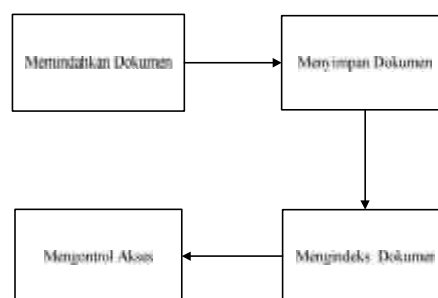 Memindahkan Dokumen
Menyimpan Dokumen
Mengontrol Akses
Mengindeks Dokumen